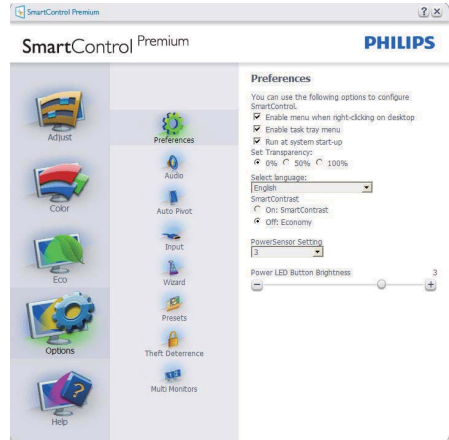 SmartControl Premium
SmartControl Premium
PHILIPS
Adjust
Color
Eco
Options
Help
Preferences
Audio
Auto Pivot
Input
Wizard
Presets
Theft Deterrence
Multi Monitors
Preferences
You can use the following options to configure
SmartControl.
Enable menu when right-clicking on desktop
Enable task tray menu
Run at system start-up
Set Transparency:
0% 50% 100%
Select language:
English
SmartContrast
On: SmartContrast
Off: Economy
PowerSensor Setting
3
Power LED Button Brightness 3